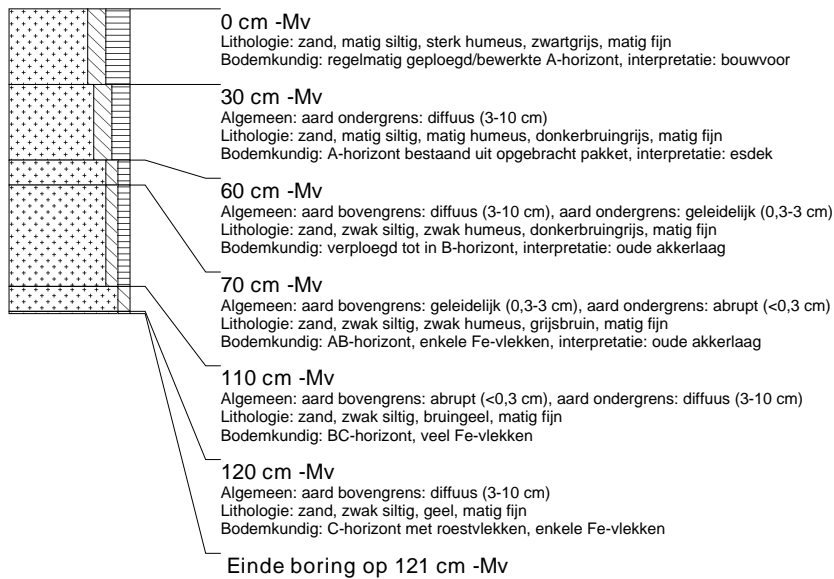 0 cm -Mv
Lithologie: zand, matig siltig, sterk humeus, zwartgrijs, matig fijn
Bodemkundig: regelmatig geploegd/bewerkte A-horizont, interpretatie: bouwvoor
30 cm -Mv
Algemeen: aard ondergrens: diffuus (3-10 cm)
Lithologie: zand, matig siltig, matig humeus, donkerbruingrijs, matig fijn
Bodemkundig: A-horizont bestaand uit opgebracht pakket, interpretatie: esdek
60 cm -Mv
Algemeen: aard bovengrens: diffuus (3-10 cm), aard ondergrens: geleidelijk (0,3-3 cm)
Lithologie: zand, zwak siltig, zwak humeus, donkerbruingrijs, matig fijn
Bodemkundig: verploegd tot in B-horizont, interpretatie: oude akkerlaag
70 cm -Mv
Algemeen: aard bovengrens: geleidelijk (0,3-3 cm), aard ondergrens: abrupt (<0,3 cm)
Lithologie: zand, zwak siltig, zwak humeus, grijsbruin, matig fijn
Bodemkundig: AB-horizont, enkele Fe-vlekken, interpretatie: oude akkerlaag
110 cm -Mv
Algemeen: aard bovengrens: abrupt (<0,3 cm), aard ondergrens: diffuus (3-10 cm)
Lithologie: zand, zwak siltig, bruingeel, matig fijn
Bodemkundig: BC-horizont, veel Fe-vlekken
120 cm -Mv
Algemeen: aard bovengrens: diffuus (3-10 cm)
Lithologie: zand, zwak siltig, geel, matig fijn
Bodemkundig: C-horizont met roestvlekken, enkele Fe-vlekken
Einde boring op 121 cm -Mv